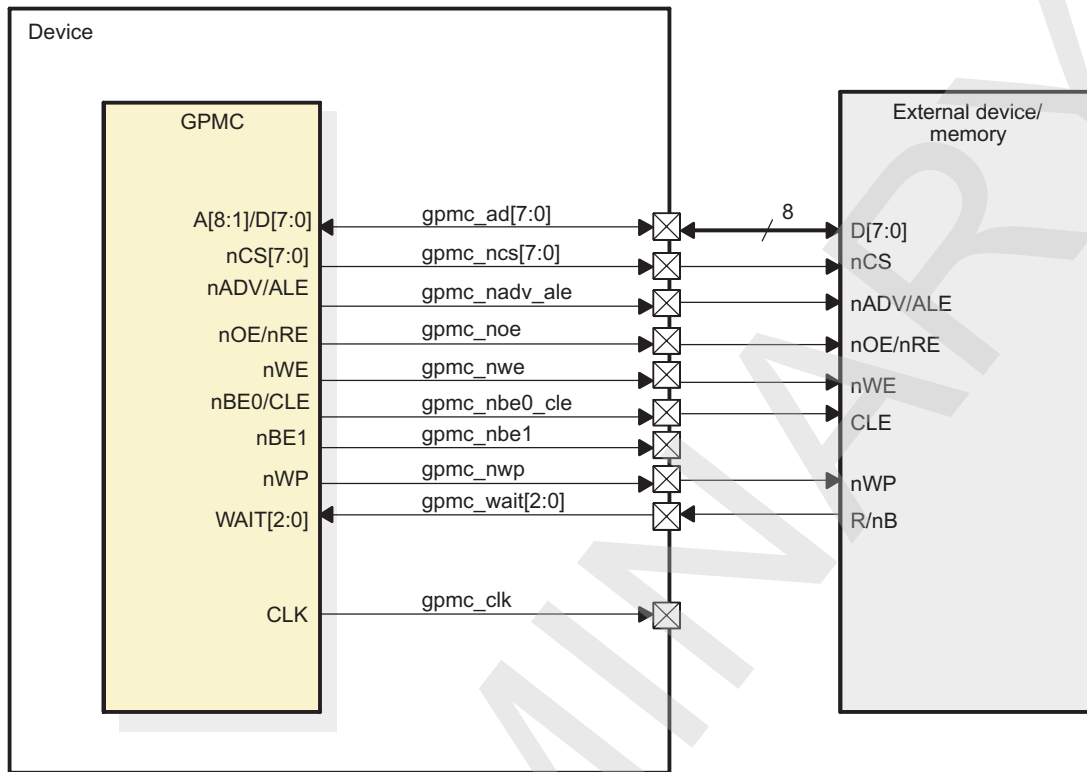 Device
GPMC
External device/
memory
A[8:1]/D[7:0]
gpmc_ad[7:0]
8
D[7:0]
nCS[7:0]
gpmc_ncs[7:0]
nCS
nADV/ALE
gpmc_nadv_ale
nADV/ALE
nOE/nRE
gpmc_noe
nOE/nRE
nWE
gpmc_nwe
nWE
nBE0/CLE
gpmc_nbe0_cle
CLE
nBE1
gpmc_nbe1
nWP
gpmc_nwp
nWP
WAIT[2:0]
gpmc_wait[2:0]
R/nB
CLK
gpmc_clk
MINARY